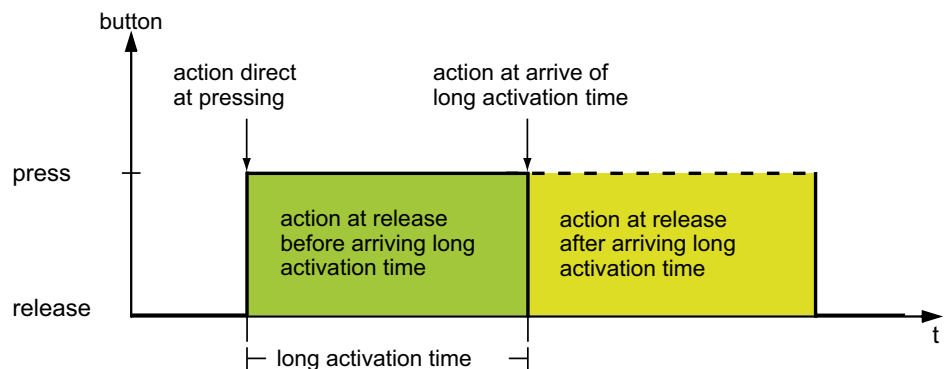 button
action direct
at pressing
action at arrive of
long activation time
press
action at release
before arriving long
activation time
action at release
after arriving long
activation time
release
t
long activation time